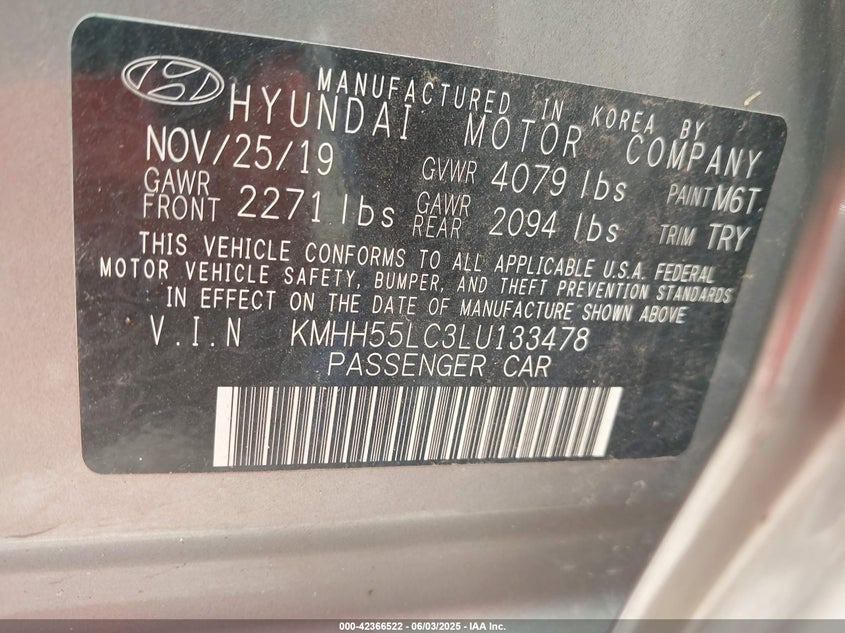 MANUFACTURED IN KOREA BY
HYUNDAI MOTOR COMPANY
NOV/25/19 GVWR 4079 lbs PAINT M6T
GAWR FRONT 2271 lbs GAWR REAR 2094 lbs TRIM TRY
THIS VEHICLE CONFORMS TO ALL APPLICABLE U.S.A. FEDERAL
MOTOR VEHICLE SAFETY, BUMPER, AND THEFT PREVENTION STANDARDS
IN EFFECT ON THE DATE OF MANUFACTURE SHOWN ABOVE
V.I.N KMHH55LC3LU133478
PASSENGER CAR
000-42366522 - 06/03/2025 - IAA Inc.